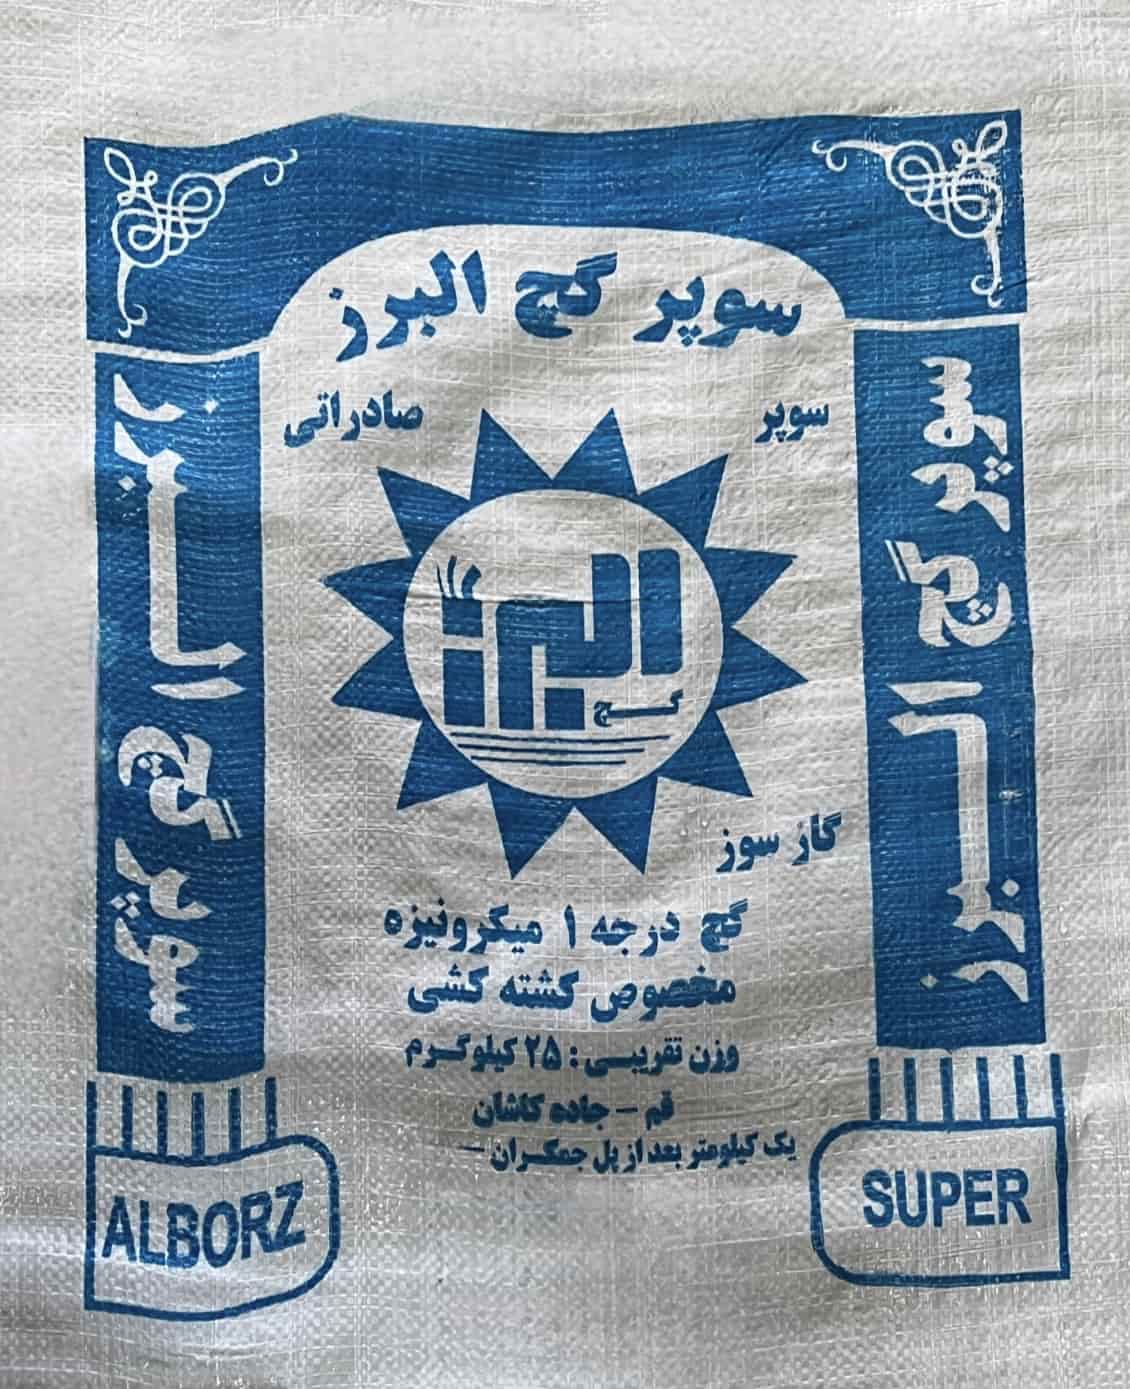 سوپر گچ البرز
سوپر
صادراتی
البرز
گچ
گاز سوز
گچ درجه ۱ میکرونیزه
مخصوص کشته کشی
وزن تقریبی : ۲۵ کیلوگرم
قم – جاده کاشان
یک کیلومتر بعد از پل جمکران –
سوپر گچ البرز
سوپر گچ البرز
SUPER
ALBORZ